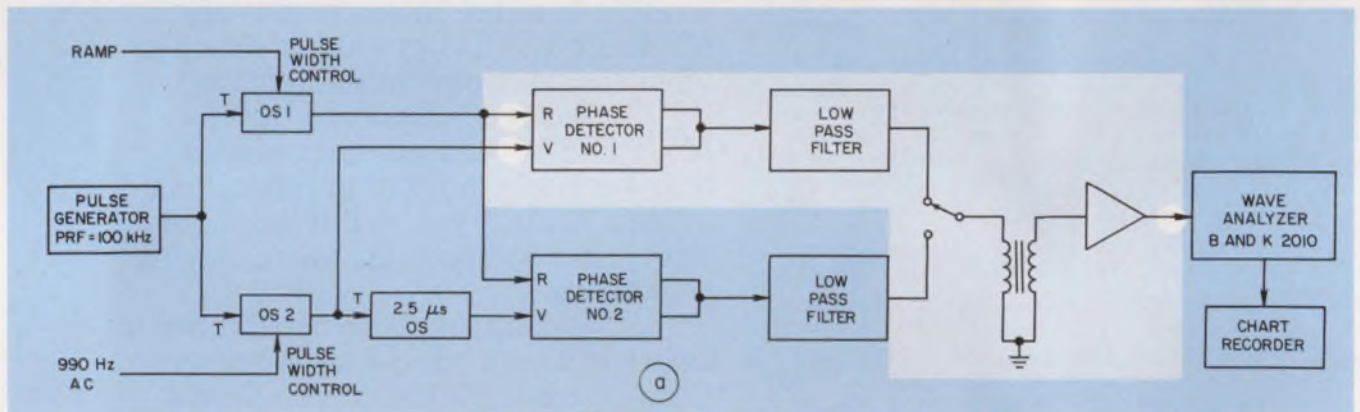 RAMP
PULSE
WIDTH
CONTROL
T
OS 1
PULSE
GENERATOR
PRF = 100 kHz
T
OS 2
990 Hz
AC
PULSE
WIDTH
CONTROL
T
2.5 μs
OS
R
V
PHASE
DETECTOR
NO. 1
LOW
PASS
FILTER
R
V
PHASE
DETECTOR
NO. 2
LOW
PASS
FILTER
WAVE
ANALYZER
B AND K 2010
CHART
RECORDER
a